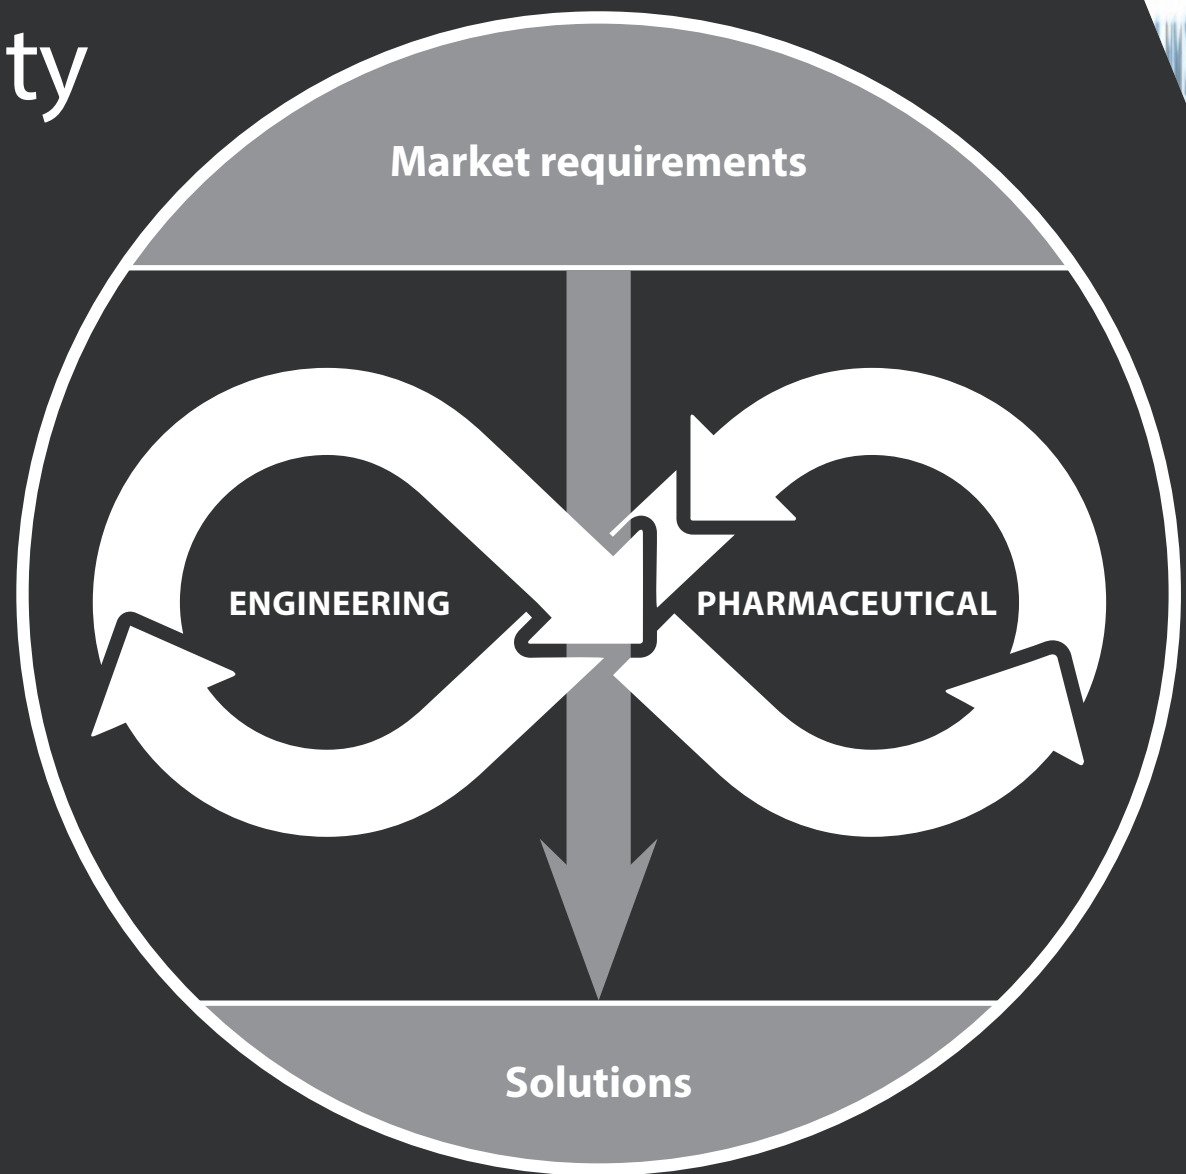 ty
Market requirements
ENGINEERING
PHARMACEUTICAL
Solutions